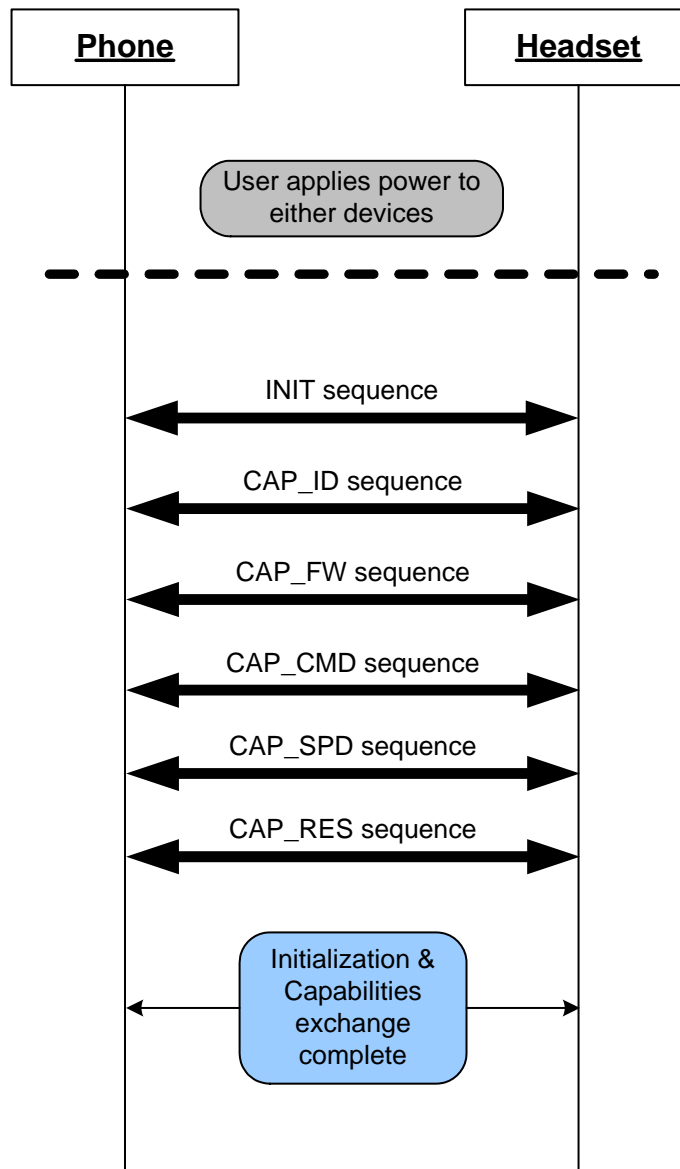 Phone
Headset
User applies power to
either devices
INIT sequence
CAP_ID sequence
CAP_FW sequence
CAP_CMD sequence
CAP_SPD sequence
CAP_RES sequence
Initialization &
Capabilities
exchange
complete